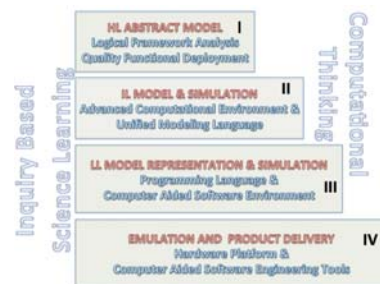 HL ABSTRACT MODEL I
Logical Framework Analysis
Quality Functional Deployment
IL MODEL & SIMULATION II
Advanced Computational Environment &
Unified Modeling Language
LL MODEL REPRESENTATION & SIMULATION
Programming Language & III
Computer Aided Software Environment
EMULATION AND PRODUCT DELIVERY IV
Hardware Platform &
Computer Aided Software Engineering Tools
Inquiry Based
Science Learning
Computational
Thinking